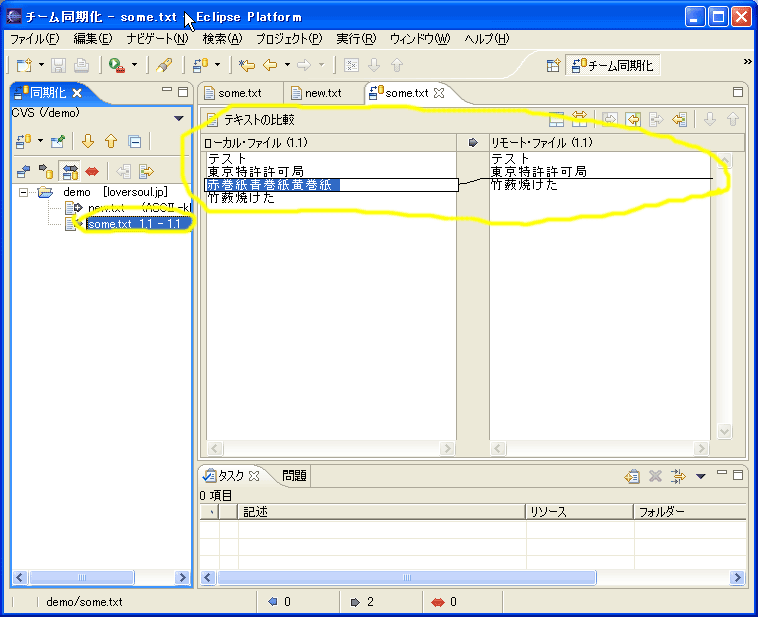 チーム同期化 - some.txt - Eclipse Platform
ファイル(F) 編集(E) ナビゲート(N) 検索(A) プロジェクト(P) 実行(R) ウィンドウ(W) ヘルプ(H)
チーム同期化
同期化
some.txt new.txt some.txt
CVS (/demo)
テキストの比較
ローカル・ファイル (1.1) リモート・ファイル (1.1)
テスト テスト
東京特許許可局 東京特許許可局
赤巻紙青巻紙黄巻紙 竹薮焼けた
竹薮焼けた
demo [loversoul.jp]
new.txt (ASCII -kk
some.txt 1.1 - 1.1
タスク 問題
0 項目
記述 リソース フォルダー
demo/some.txt 0 2 0